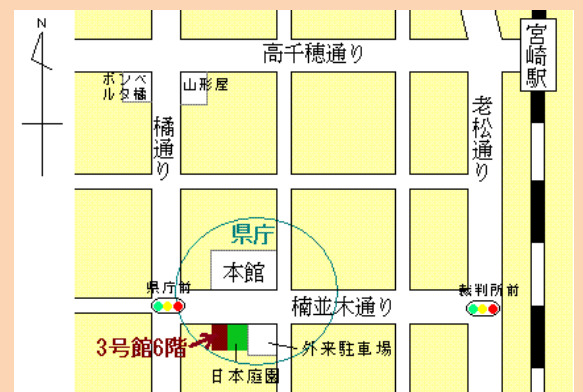 N
宮崎駅
高千穂通り
ボンベ
ルタ橘
山形屋
橘通り
老松通り
県庁
本館
県庁前
裁判所前
楠並木通り
3号館6階
外来駐車場
日本庭園